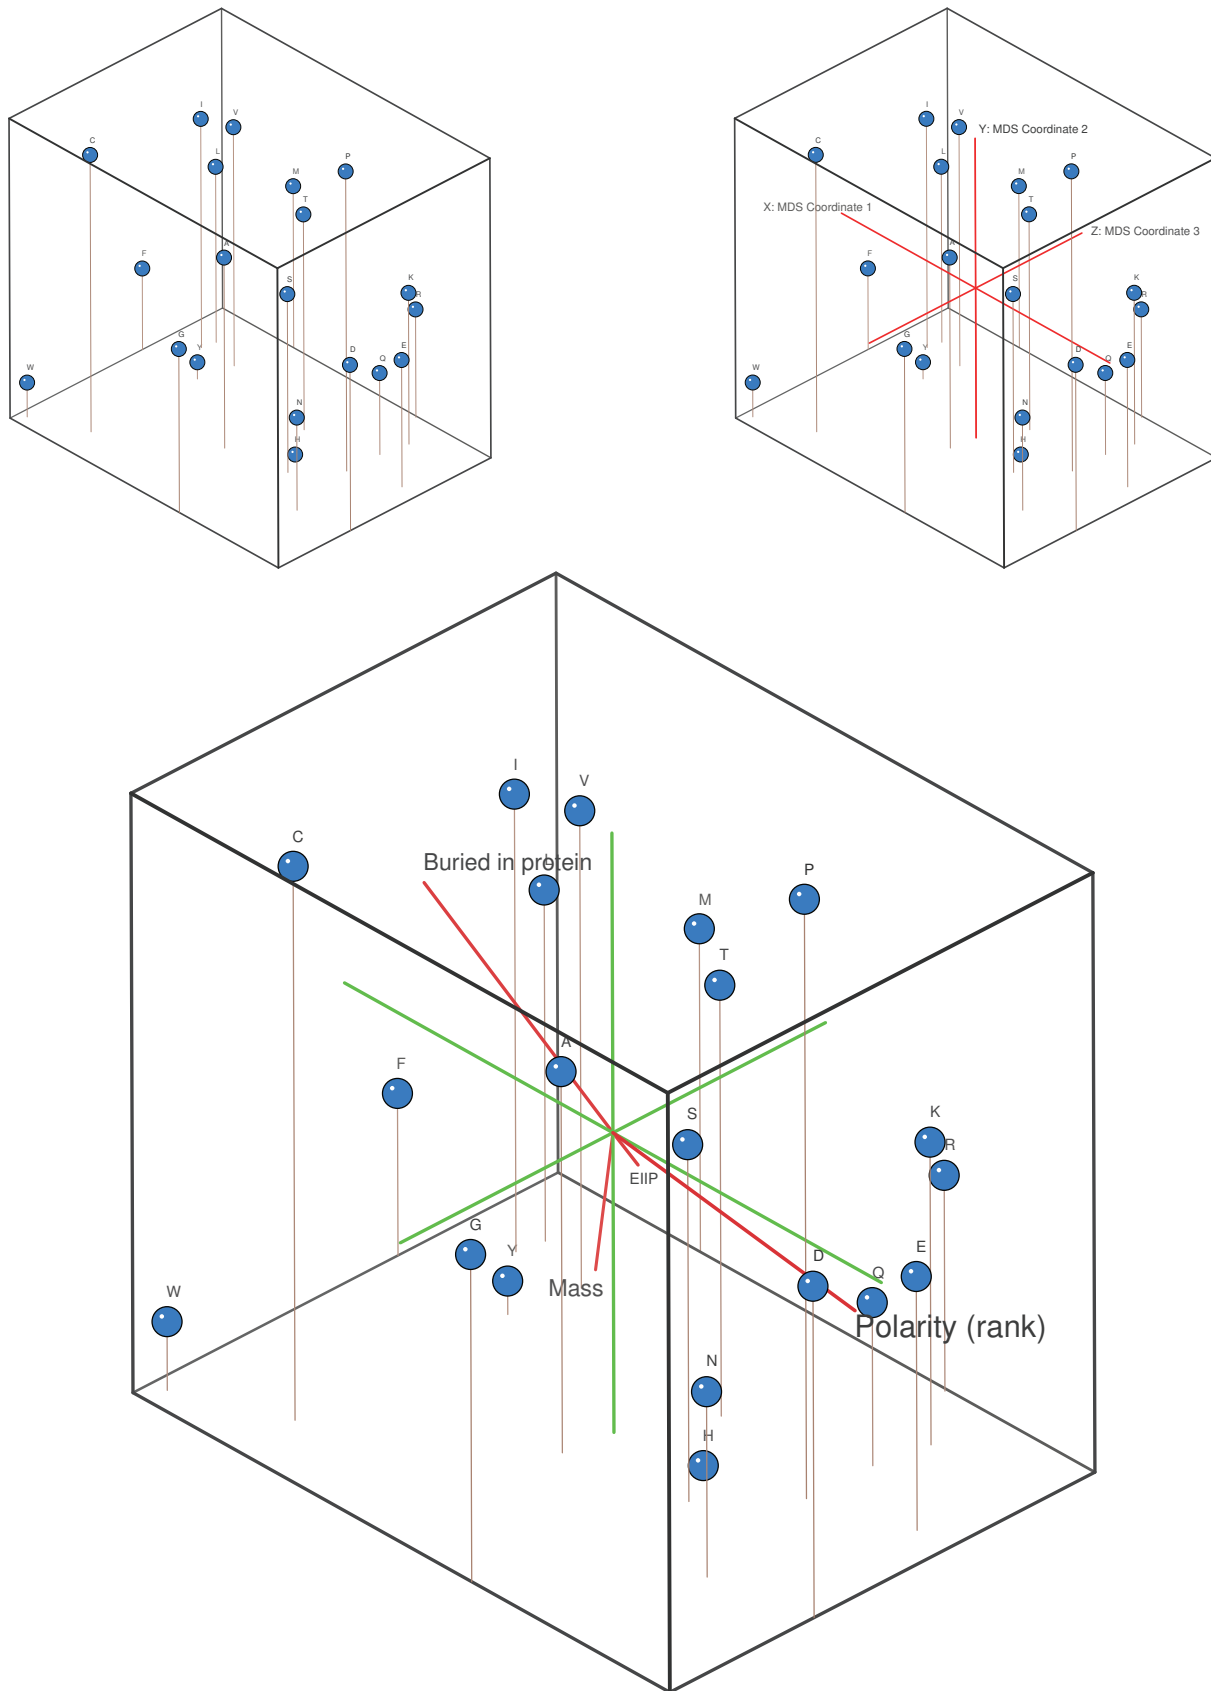 I
V
C
L
P
M
T
A
F
S
K
R
G
Y
E
D
Q
W
N
H
I
V
Y: MDS Coordinate 2
C
L
P
M
T
X: MDS Coordinate 1
Z: MDS Coordinate 3
A
F
S
K
R
G
Y
E
D
Q
W
N
H
I
V
C
Buried in protein
L
P
M
T
A
F
S
K
R
EIIP
G
Y
E
D
Q
Mass
W
Polarity (rank)
N
H